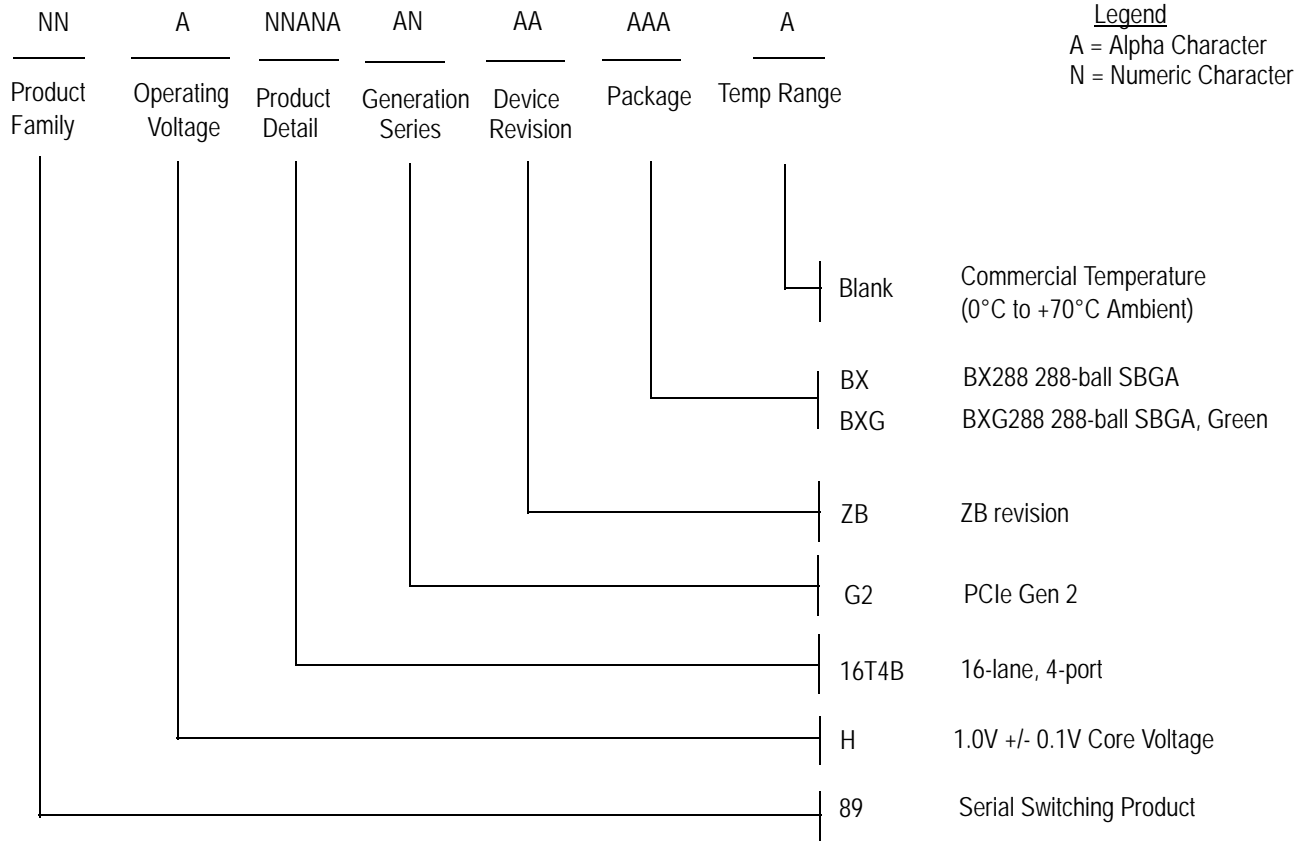 NN A NNANA AN AA AAA A
Legend
A = Alpha Character
N = Numeric Character
Product Family
Operating Voltage
Product Detail
Generation Series
Device Revision
Package
Temp Range
Blank Commercial Temperature
(0°C to +70°C Ambient)
BX BX288 288-ball SBGA
BXG BXG288 288-ball SBGA, Green
ZB ZB revision
G2 PCIe Gen 2
16T4B 16-lane, 4-port
H 1.0V +/- 0.1V Core Voltage
89 Serial Switching Product